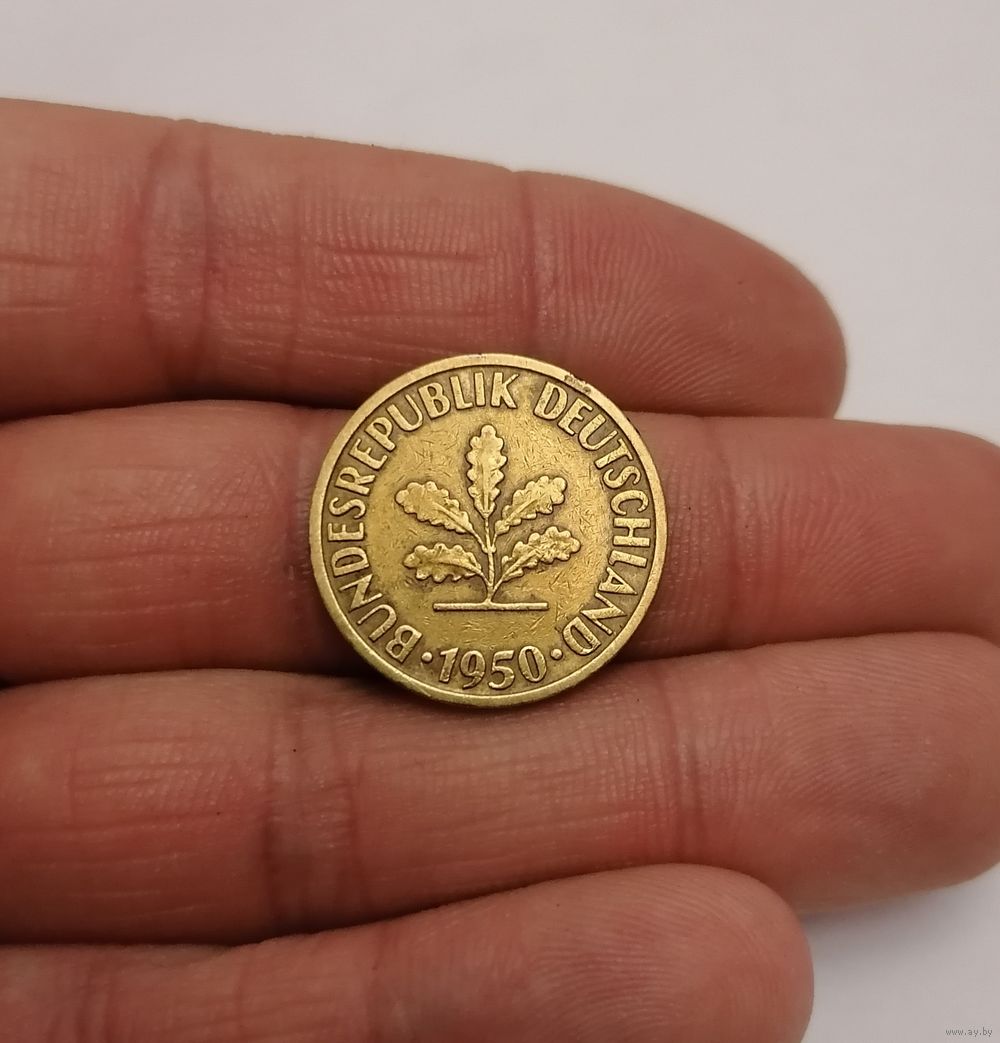 BUNDESREPUBLIK DEUTSCHLAND
· 1950 ·
www.ay.by